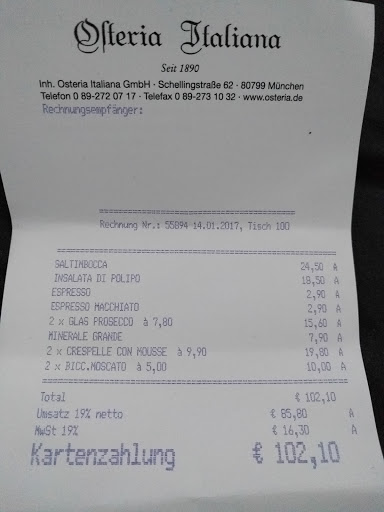 Osteria Italiana
Seit 1890
Inh. Osteria Italiana GmbH · Schellingstraße 62 · 80799 München
Telefon 0 89-272 07 17 · Telefax 0 89-273 10 32 · www.osteria.de
Rechnungsempfänger:
Rechnung Nr.: 55894 14.01.2017, Tisch 100
SALTIMBOCCA 24,50 A
INSALATA DI POLIPO 18,50 A
ESPRESSO 2,90 A
ESPRESSO MACCHIATO 2,90 A
2 x GLAS PROSECCO à 7,80 15,60 A
MINERALE GRANDE 7,90 A
2 x CRESPELLE CON MOUSSE à 9,90 19,80 A
2 x BICC.MOSCATO à 5,00 10,00 A
Total € 102,10
Umsatz 19% netto € 85,80 A
MwSt 19% € 16,30 A
Kartenzahlung € 102,10